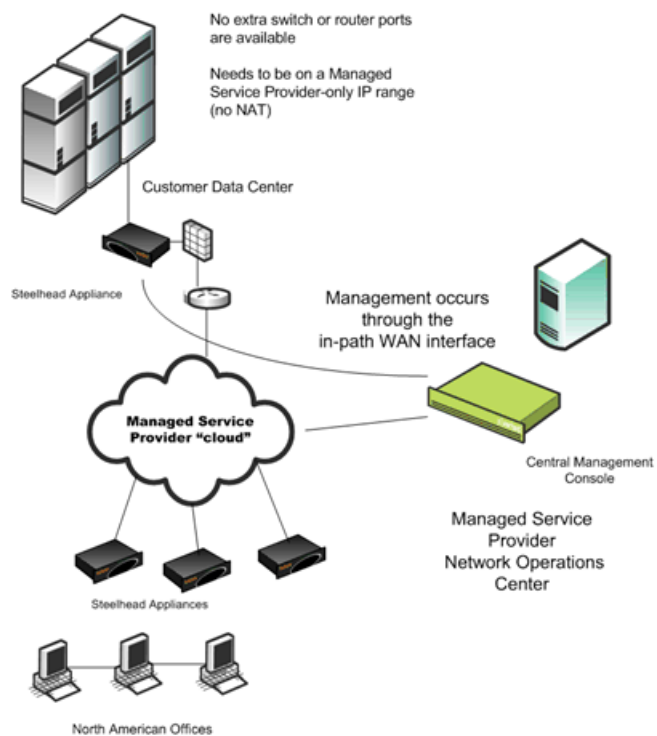 No extra switch or router ports
are available
Needs to be on a Managed
Service Provider-only IP range
(no NAT)
Customer Data Center
Steelhead Appliance
Management occurs
through the
in-path WAN interface
Managed Service
Provider “cloud”
Central Management
Console
Managed Service
Provider
Network Operations
Center
Steelhead Appliances
North American Offices